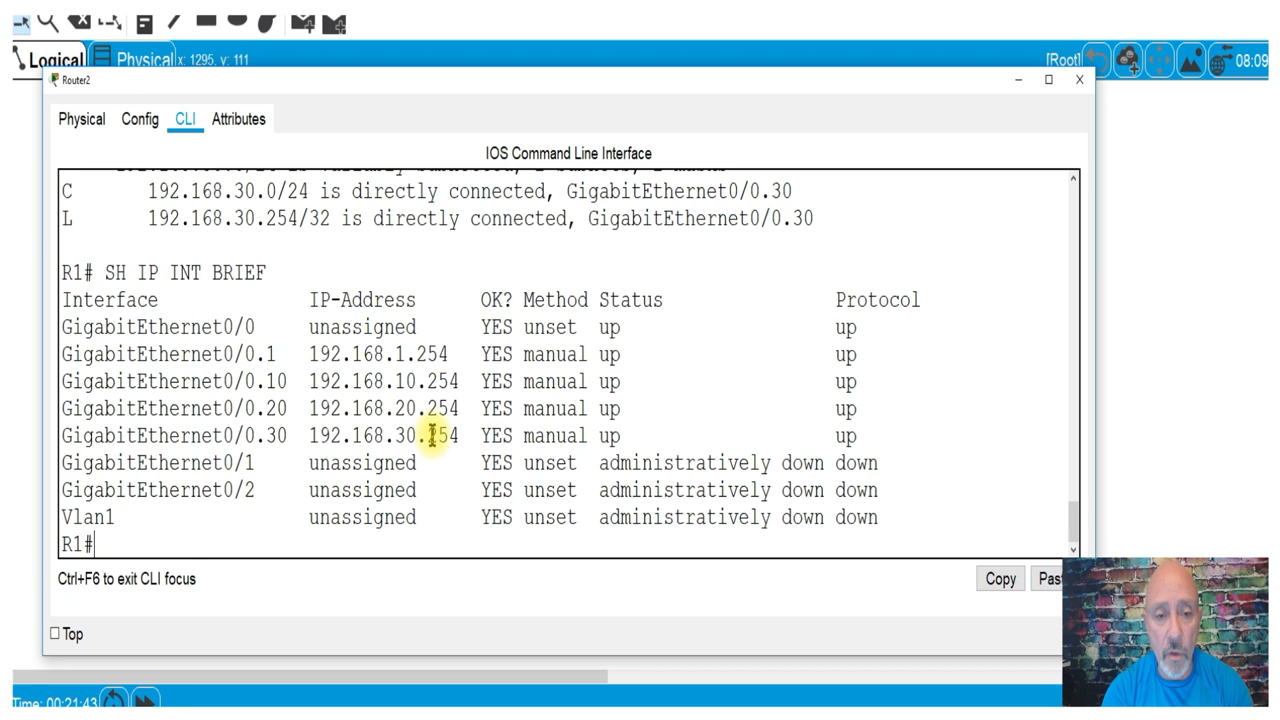 Logical Physical x: 1295, y: 111 [Root] 08:09
Router2
Physical Config CLI Attributes
IOS Command Line Interface
C 192.168.30.0/24 is directly connected, GigabitEthernet0/0.30
L 192.168.30.254/32 is directly connected, GigabitEthernet0/0.30
R1# SH IP INT BRIEF
Interface IP-Address OK? Method Status Protocol
GigabitEthernet0/0 unassigned YES unset up up
GigabitEthernet0/0.1 192.168.1.254 YES manual up up
GigabitEthernet0/0.10 192.168.10.254 YES manual up up
GigabitEthernet0/0.20 192.168.20.254 YES manual up up
GigabitEthernet0/0.30 192.168.30.254 YES manual up up
GigabitEthernet0/1 unassigned YES unset administratively down down
GigabitEthernet0/2 unassigned YES unset administratively down down
Vlan1 unassigned YES unset administratively down down
R1#
Ctrl+F6 to exit CLI focus
Copy Past
Top
Time: 00:21:43